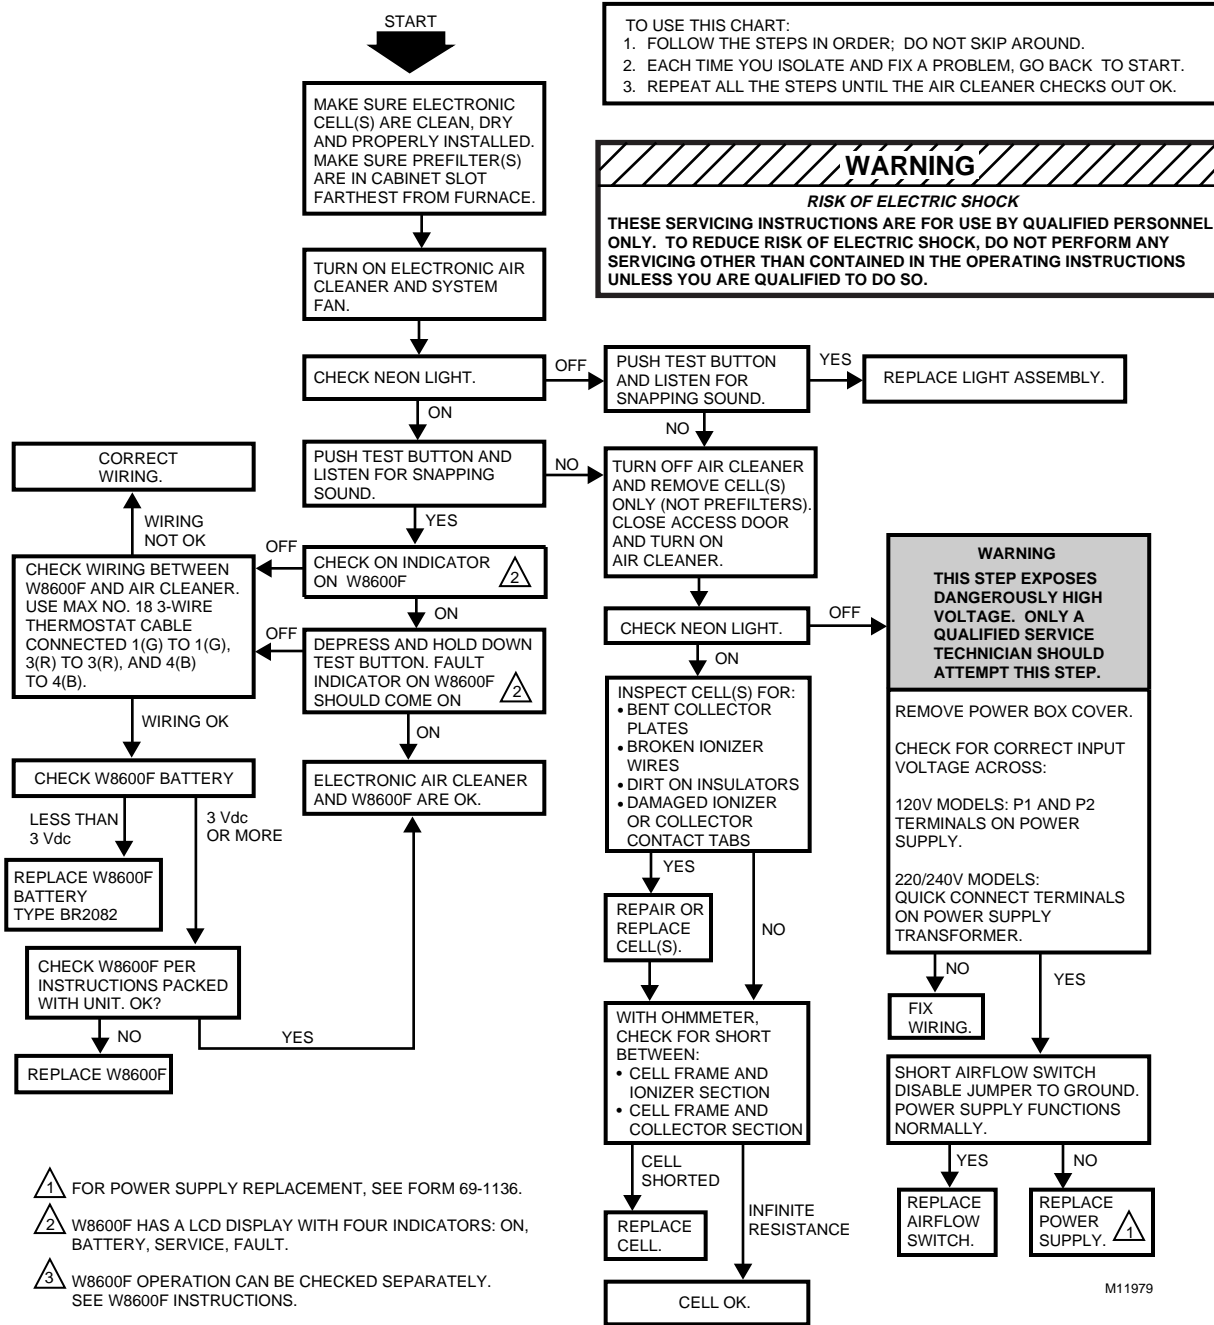 START
TO USE THIS CHART:
1. FOLLOW THE STEPS IN ORDER; DO NOT SKIP AROUND.
2. EACH TIME YOU ISOLATE AND FIX A PROBLEM, GO BACK TO START.
3. REPEAT ALL THE STEPS UNTIL THE AIR CLEANER CHECKS OUT OK.
WARNING
RISK OF ELECTRIC SHOCK
THESE SERVICING INSTRUCTIONS ARE FOR USE BY QUALIFIED PERSONNEL
ONLY. TO REDUCE RISK OF ELECTRIC SHOCK, DO NOT PERFORM ANY
SERVICING OTHER THAN CONTAINED IN THE OPERATING INSTRUCTIONS
UNLESS YOU ARE QUALIFIED TO DO SO.
MAKE SURE ELECTRONIC
CELL(S) ARE CLEAN, DRY
AND PROPERLY INSTALLED.
MAKE SURE PREFILTER(S)
ARE IN CABINET SLOT
FARTHEST FROM FURNACE.
TURN ON ELECTRONIC AIR
CLEANER AND SYSTEM
FAN.
CHECK NEON LIGHT.
OFF
PUSH TEST BUTTON
AND LISTEN FOR
SNAPPING SOUND.
YES
REPLACE LIGHT ASSEMBLY.
ON
NO
PUSH TEST BUTTON AND
LISTEN FOR SNAPPING
SOUND.
NO
TURN OFF AIR CLEANER
AND REMOVE CELL(S)
ONLY (NOT PREFILTERS).
CLOSE ACCESS DOOR
AND TURN ON
AIR CLEANER.
YES
CORRECT
WIRING.
WIRING
NOT OK
CHECK ON INDICATOR
ON W8600F
2
OFF
CHECK WIRING BETWEEN
W8600F AND AIR CLEANER.
USE MAX NO. 18 3-WIRE
THERMOSTAT CABLE
CONNECTED 1(G) TO 1(G),
3(R) TO 3(R), AND 4(B)
TO 4(B).
ON
OFF
DEPRESS AND HOLD DOWN
TEST BUTTON. FAULT
INDICATOR ON W8600F
SHOULD COME ON
2
ON
ELECTRONIC AIR CLEANER
AND W8600F ARE OK.
WIRING OK
CHECK W8600F BATTERY
LESS THAN
3 Vdc
3 Vdc
OR MORE
REPLACE W8600F
BATTERY
TYPE BR2082
CHECK W8600F PER
INSTRUCTIONS PACKED
WITH UNIT. OK?
NO
YES
REPLACE W8600F
CHECK NEON LIGHT.
OFF
ON
INSPECT CELL(S) FOR:
• BENT COLLECTOR
PLATES
• BROKEN IONIZER
WIRES
• DIRT ON INSULATORS
• DAMAGED IONIZER
OR COLLECTOR
CONTACT TABS
YES
NO
REPAIR OR
REPLACE
CELL(S).
WITH OHMMETER,
CHECK FOR SHORT
BETWEEN:
• CELL FRAME AND
IONIZER SECTION
• CELL FRAME AND
COLLECTOR SECTION
CELL
SHORTED
INFINITE
RESISTANCE
REPLACE
CELL.
CELL OK.
WARNING
THIS STEP EXPOSES
DANGEROUSLY HIGH
VOLTAGE. ONLY A
QUALIFIED SERVICE
TECHNICIAN SHOULD
ATTEMPT THIS STEP.
REMOVE POWER BOX COVER.
CHECK FOR CORRECT INPUT
VOLTAGE ACROSS:
120V MODELS: P1 AND P2
TERMINALS ON POWER
SUPPLY.
220/240V MODELS:
QUICK CONNECT TERMINALS
ON POWER SUPPLY
TRANSFORMER.
NO
YES
FIX
WIRING.
SHORT AIRFLOW SWITCH
DISABLE JUMPER TO GROUND.
POWER SUPPLY FUNCTIONS
NORMALLY.
YES
NO
REPLACE
AIRFLOW
SWITCH.
REPLACE
POWER
SUPPLY.
1
1 FOR POWER SUPPLY REPLACEMENT, SEE FORM 69-1136.
2 W8600F HAS A LCD DISPLAY WITH FOUR INDICATORS: ON,
BATTERY, SERVICE, FAULT.
3 W8600F OPERATION CAN BE CHECKED SEPARATELY.
SEE W8600F INSTRUCTIONS.
M11979